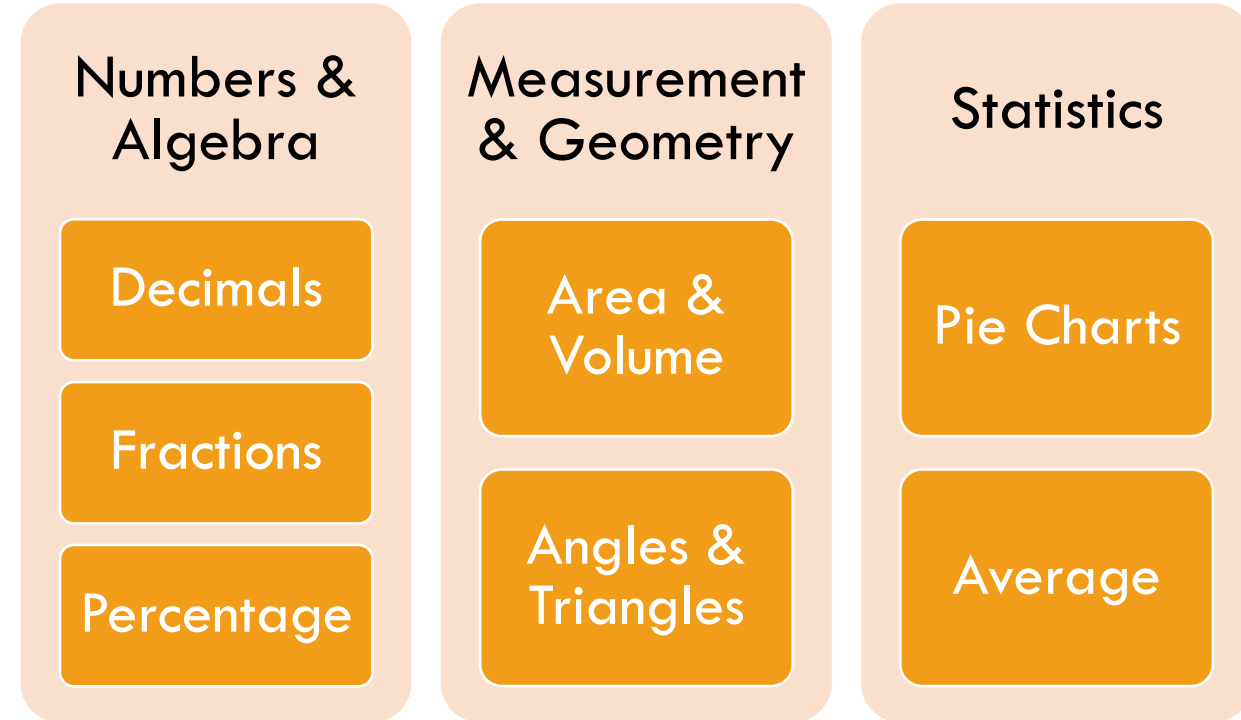 Numbers &
Algebra
Decimals
Fractions
Percentage
Measurement
& Geometry
Area &
Volume
Angles &
Triangles
Statistics
Pie Charts
Average